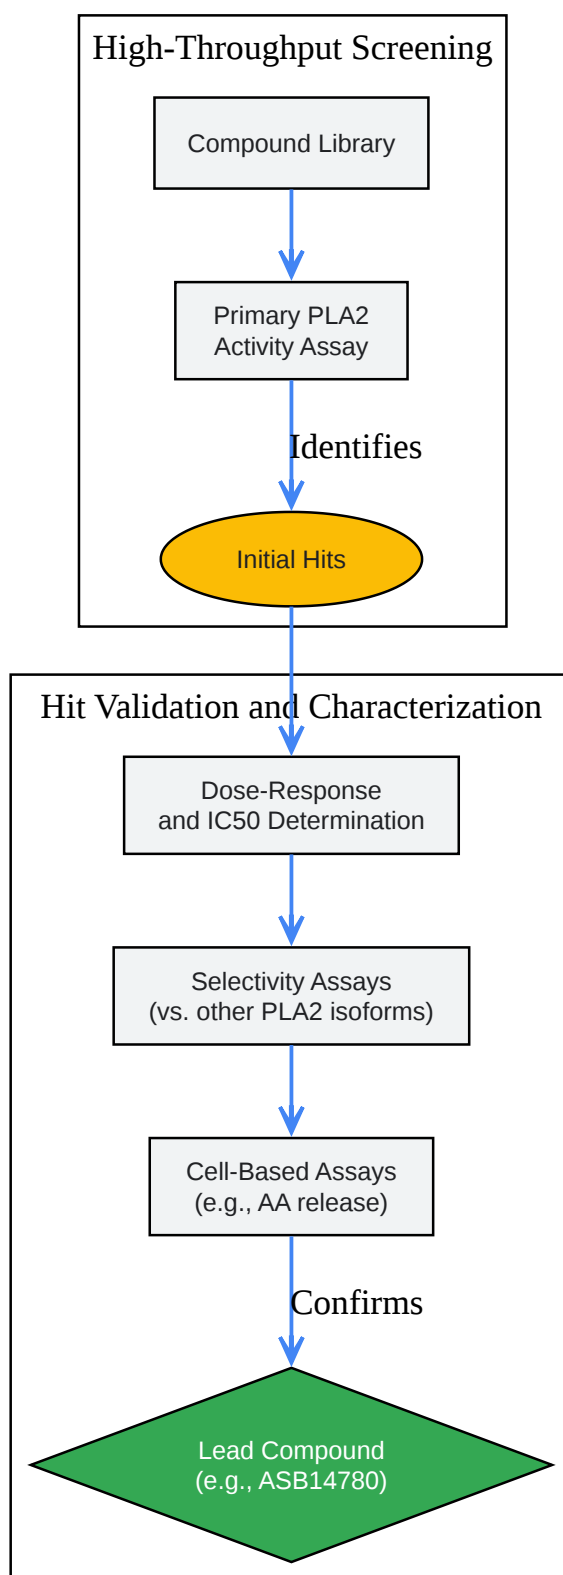 High-Throughput Screening
Compound Library
Primary PLA2
Activity Assay
Identifies
Initial Hits
Hit Validation and Characterization
Dose-Response
and IC50 Determination
Selectivity Assays
(vs. other PLA2 isoforms)
Cell-Based Assays
(e.g., AA release)
Confirms
Lead Compound
(e.g., ASB14780)